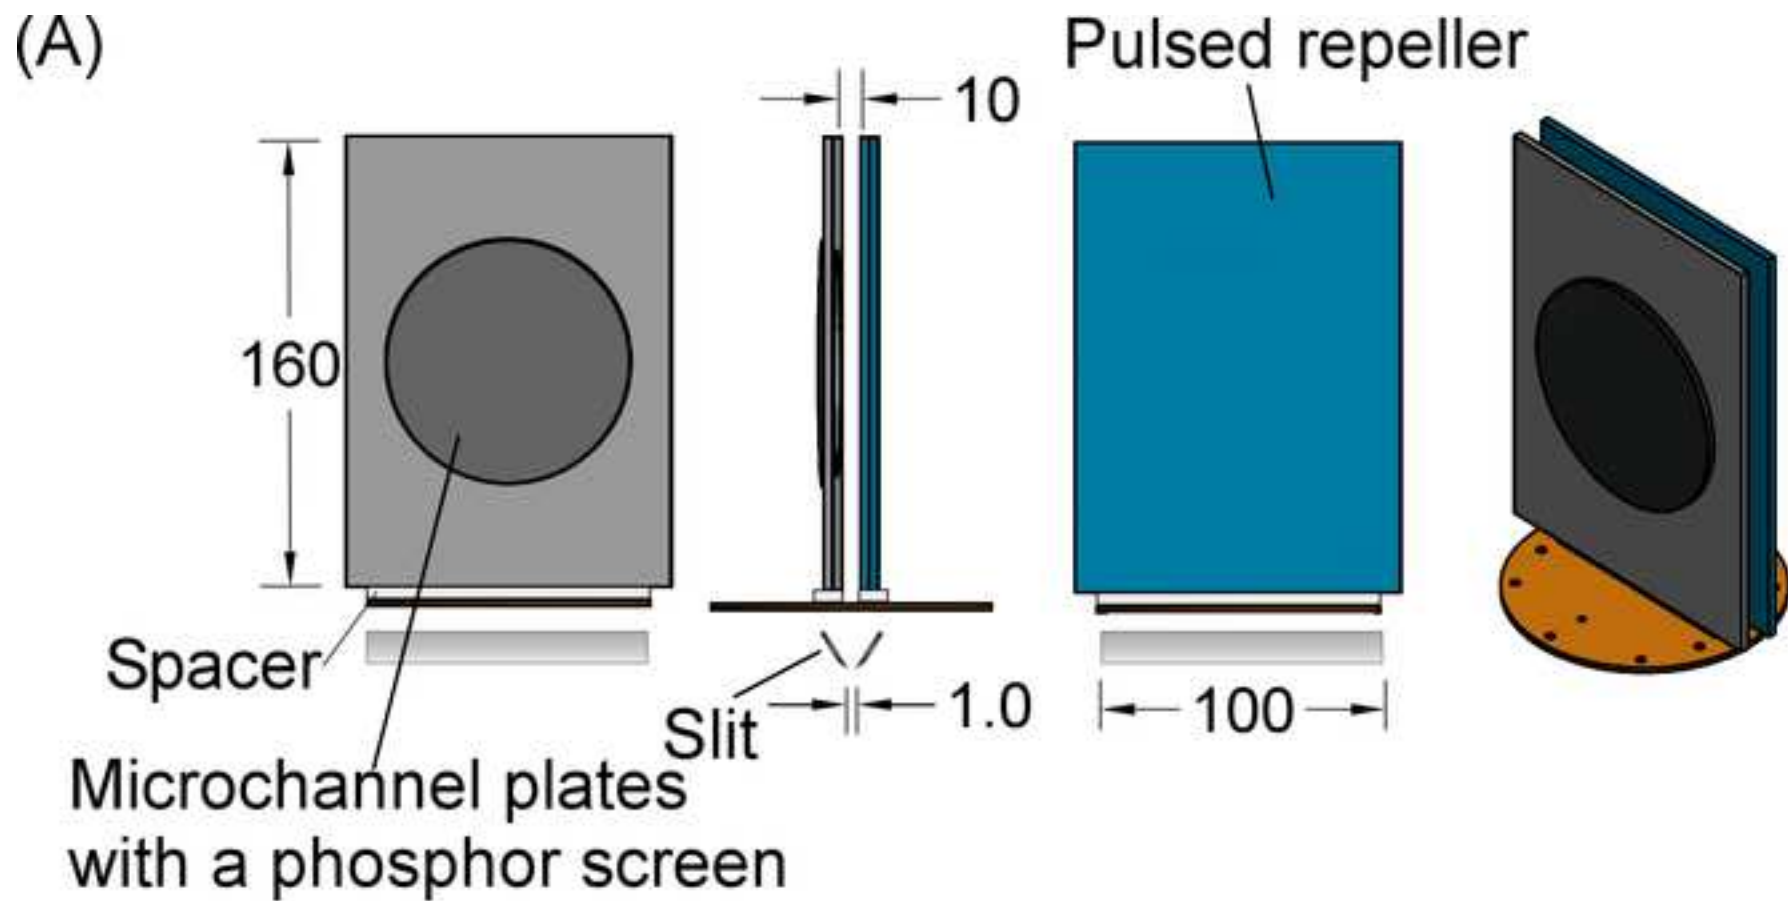 (A)
Pulsed repeller
10
160
Spacer
Slit
1.0
100
Microchannel plates
with a phosphor screen